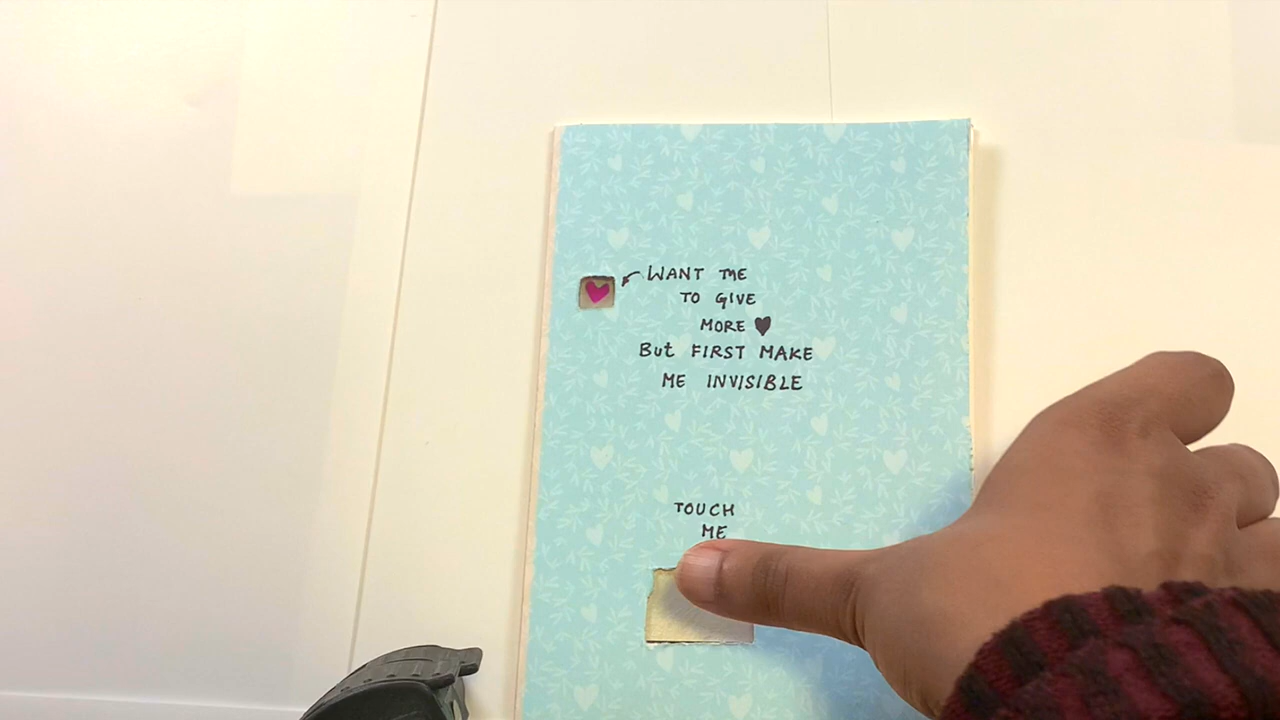 WANT ME
TO GIVE
MORE ♥
But FIRST MAKE
ME INVISIBLE
TOUCH
ME